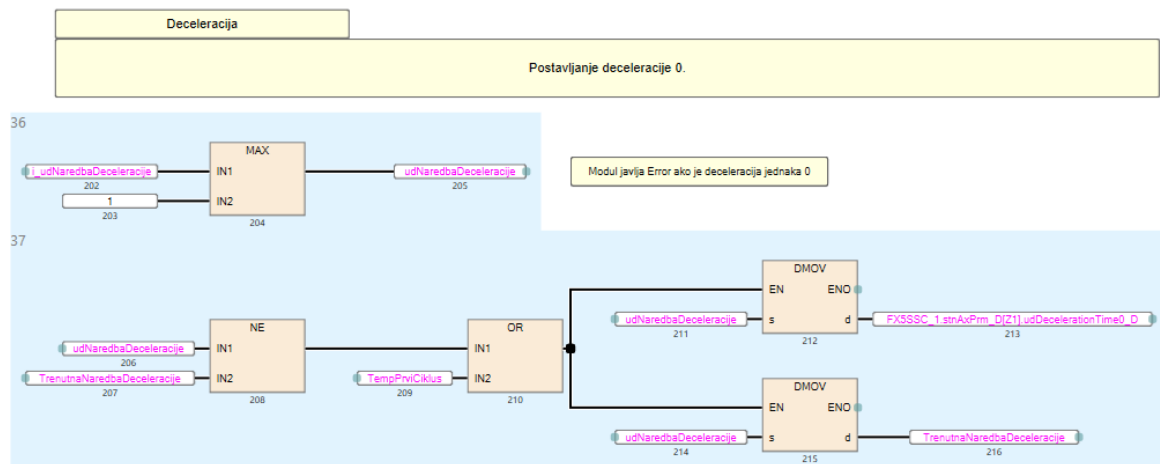 Deceleracija
Postavljanje deceleracije 0.
36
MAX
i_udNaredbaDeceleracije
IN1
udNaredbaDeceleracije
202
205
1
IN2
203
204
Modul javlja Error ako je deceleracija jednaka 0
37
DMOV
EN
ENO
udNaredbaDeceleracije
s
d
FX5SSC_1.stnAxPrm_D[Z1].udDecelerationTime0_D
211
212
213
NE
OR
udNaredbaDeceleracije
IN1
IN1
206
TrenutnaNaredbaDeceleracije
IN2
TempPrviCiklus
IN2
207
208
209
210
DMOV
EN
ENO
udNaredbaDeceleracije
s
d
TrenutnaNaredbaDeceleracije
214
215
216